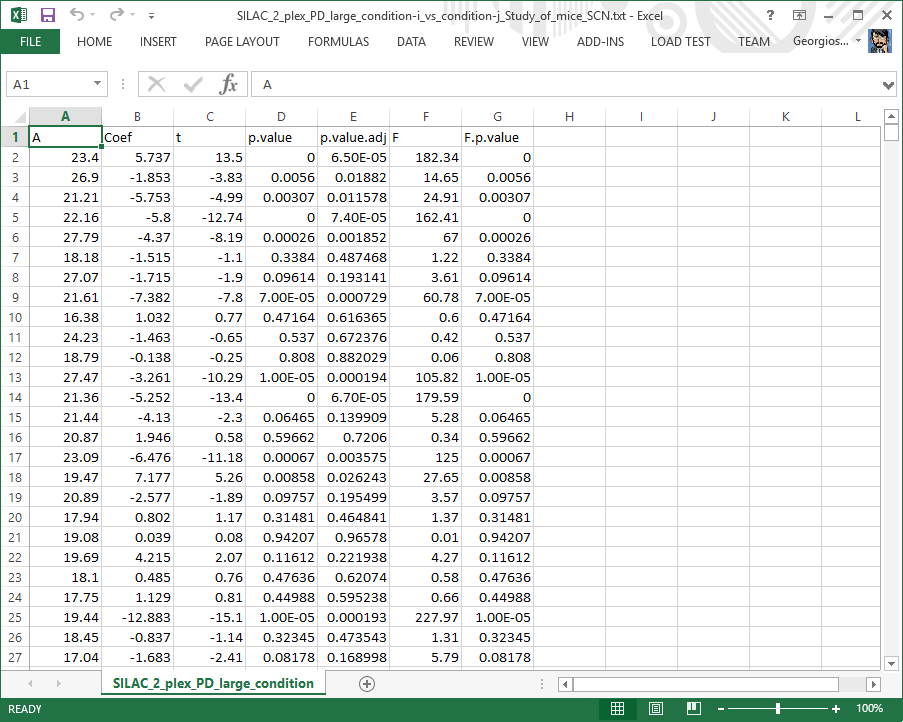 SILAC_2_plex_PD_large_condition-i_vs_condition-j_Study_of_mice_SCN.txt - Excel
FILE HOME INSERT PAGE LAYOUT FORMULAS DATA REVIEW VIEW ADD-INS LOAD TEST TEAM Georgios...
A1 fx A
A B C D E F G H I J K L
1 A Coef t p.value p.value.adj F F.p.value
2 23.4 5.737 13.5 0 6.50E-05 182.34 0
3 26.9 -1.853 -3.83 0.0056 0.01882 14.65 0.0056
4 21.21 -5.753 -4.99 0.00307 0.011578 24.91 0.00307
5 22.16 -5.8 -12.74 0 7.40E-05 162.41 0
6 27.79 -4.37 -8.19 0.00026 0.001852 67 0.00026
7 18.18 -1.515 -1.1 0.3384 0.487468 1.22 0.3384
8 27.07 -1.715 -1.9 0.09614 0.193141 3.61 0.09614
9 21.61 -7.382 -7.8 7.00E-05 0.000729 60.78 7.00E-05
10 16.38 1.032 0.77 0.47164 0.616365 0.6 0.47164
11 24.23 -1.463 -0.65 0.537 0.672376 0.42 0.537
12 18.79 -0.138 -0.25 0.808 0.882029 0.06 0.808
13 27.47 -3.261 -10.29 1.00E-05 0.000194 105.82 1.00E-05
14 21.36 -5.252 -13.4 0 6.70E-05 179.59 0
15 21.44 -4.13 -2.3 0.06465 0.139909 5.28 0.06465
16 20.87 1.946 0.58 0.59662 0.7206 0.34 0.59662
17 23.09 -6.476 -11.18 0.00067 0.003575 125 0.00067
18 19.47 7.177 5.26 0.00858 0.026243 27.65 0.00858
19 20.89 -2.577 -1.89 0.09757 0.195499 3.57 0.09757
20 17.94 0.802 1.17 0.31481 0.464841 1.37 0.31481
21 19.08 0.039 0.08 0.94207 0.96578 0.01 0.94207
22 19.69 4.215 2.07 0.11612 0.221938 4.27 0.11612
23 18.1 0.485 0.76 0.47636 0.62074 0.58 0.47636
24 17.75 1.129 0.81 0.44988 0.595238 0.66 0.44988
25 19.44 -12.883 -15.1 1.00E-05 0.000193 227.97 1.00E-05
26 18.45 -0.837 -1.14 0.32345 0.473543 1.31 0.32345
27 17.04 -1.683 -2.41 0.08178 0.168998 5.79 0.08178
SILAC_2_plex_PD_large_condition
READY 100%